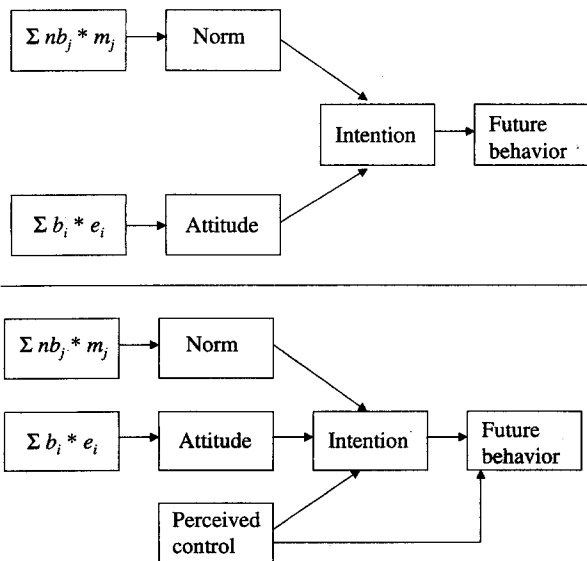 Σ nb_j * m_j
Norm
Intention
Future
behavior
Σ b_i * e_i
Attitude
Σ nb_j * m_j
Norm
Σ b_i * e_i
Attitude
Intention
Future
behavior
Perceived
control